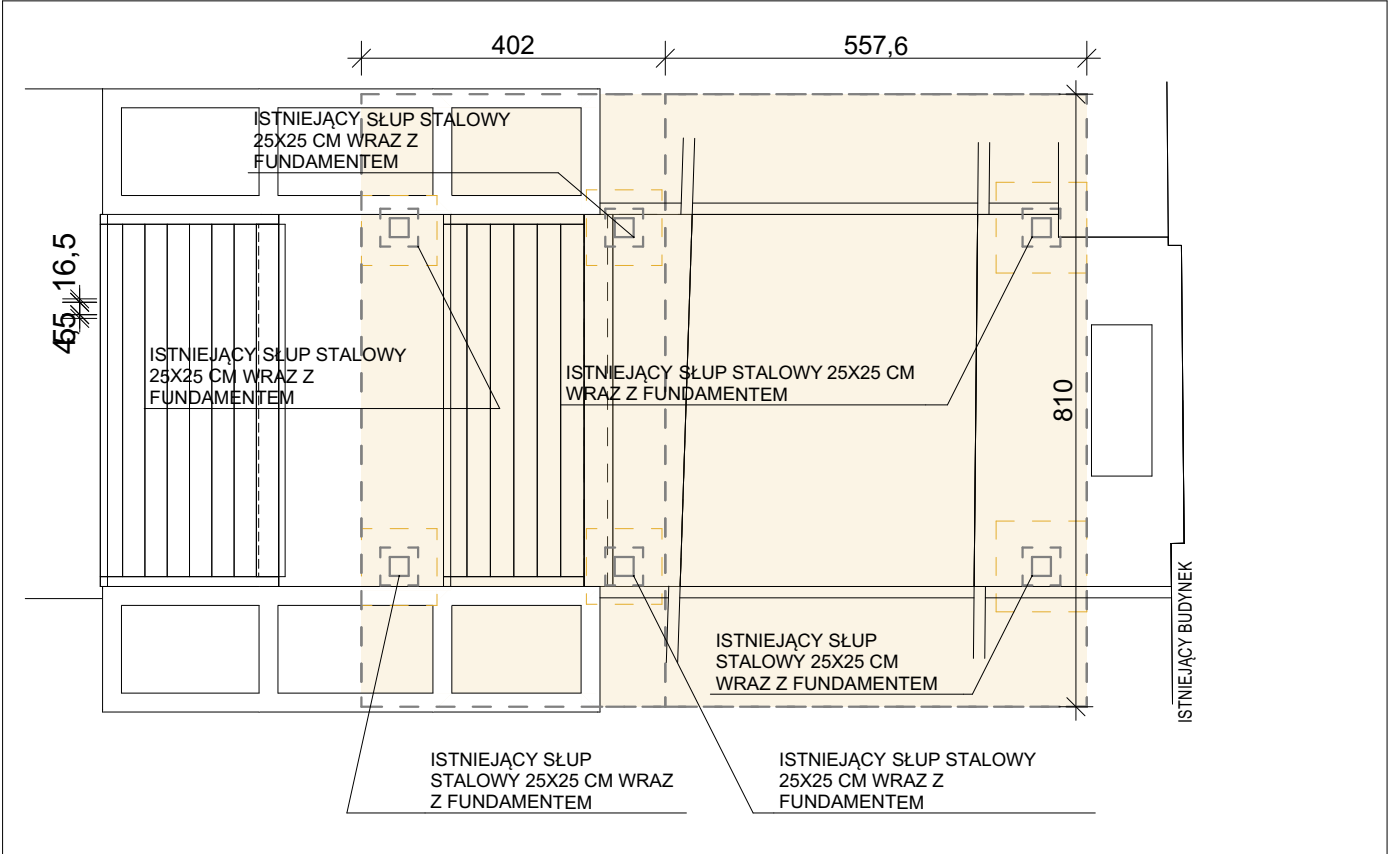 402
557,6
ISTNIEJĄCY SŁUP STALOWY
25X25 CM WRAZ Z
FUNDAMENTEM
16,5
ISTNIEJĄCY SŁUP STALOWY
25X25 CM WRAZ Z
FUNDAMENTEM
ISTNIEJĄCY SŁUP STALOWY 25X25 CM
WRAZ Z FUNDAMENTEM
810
ISTNIEJĄCY SŁUP
STALOWY 25X25 CM
WRAZ Z FUNDAMENTEM
ISTNIEJĄCY BUDYNEK
ISTNIEJĄCY SŁUP
STALOWY 25X25 CM WRAZ
Z FUNDAMENTEM
ISTNIEJĄCY SŁUP STALOWY
25X25 CM WRAZ Z
FUNDAMENTEM